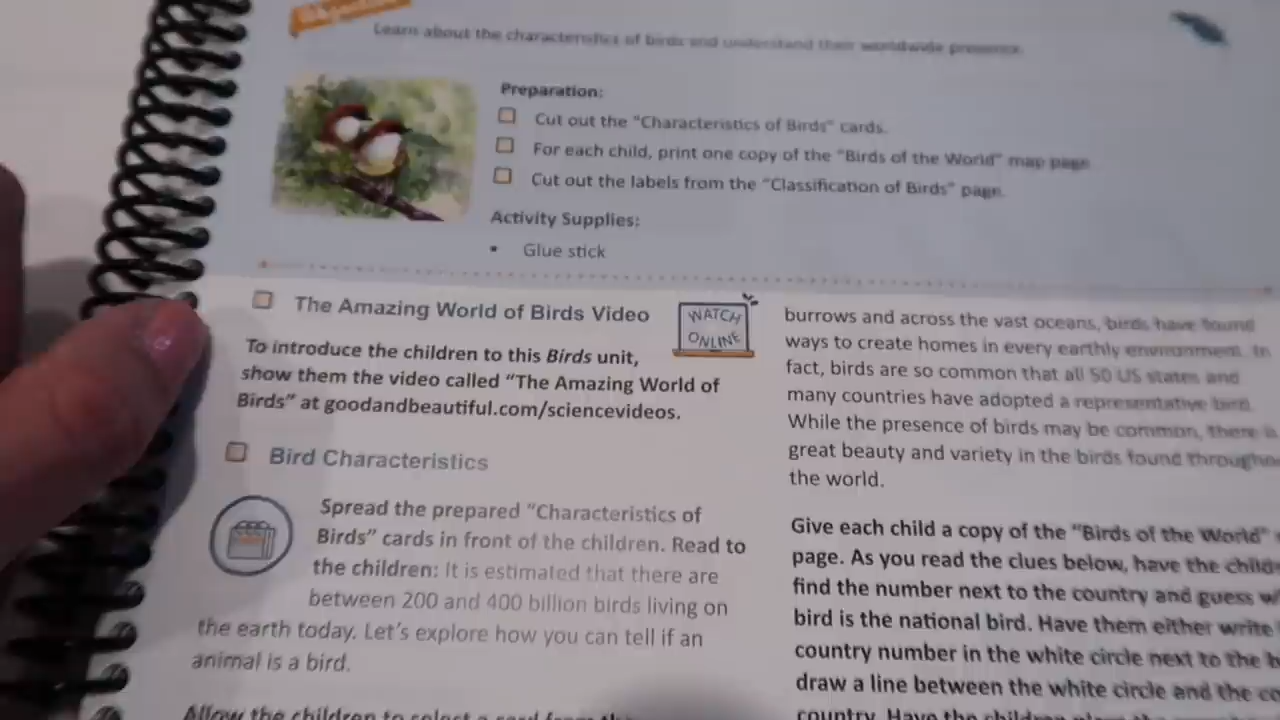 Learn about the characteristics of birds and understand their worldwide presence.
Preparation:
Cut out the "Characteristics of Birds" cards.
For each child, print one copy of the "Birds of the World" map page.
Cut out the labels from the "Classification of Birds" page.
Activity Supplies:
• Glue stick
The Amazing World of Birds Video
WATCH
ONLINE
To introduce the children to this Birds unit,
show them the video called "The Amazing World of
Birds" at goodandbeautiful.com/sciencevideos.
Bird Characteristics
Spread the prepared "Characteristics of
Birds" cards in front of the children. Read to
the children: It is estimated that there are
between 200 and 400 billion birds living on
the earth today. Let's explore how you can tell if an
animal is a bird.
Allow the children to select a card from
burrows and across the vast oceans, birds have found
ways to create homes in every earthly environment. In
fact, birds are so common that all 50 US states and
many countries have adopted a representative bird.
While the presence of birds may be common, there is
great beauty and variety in the birds found
the world.
Give each child a copy of the "Birds of the World"
page. As you read the clues below, have the
find the number next to the country and guess
bird is the national bird. Have them either write
country number in the white circle next to the
draw a line between the white circle and the
country. Have the children